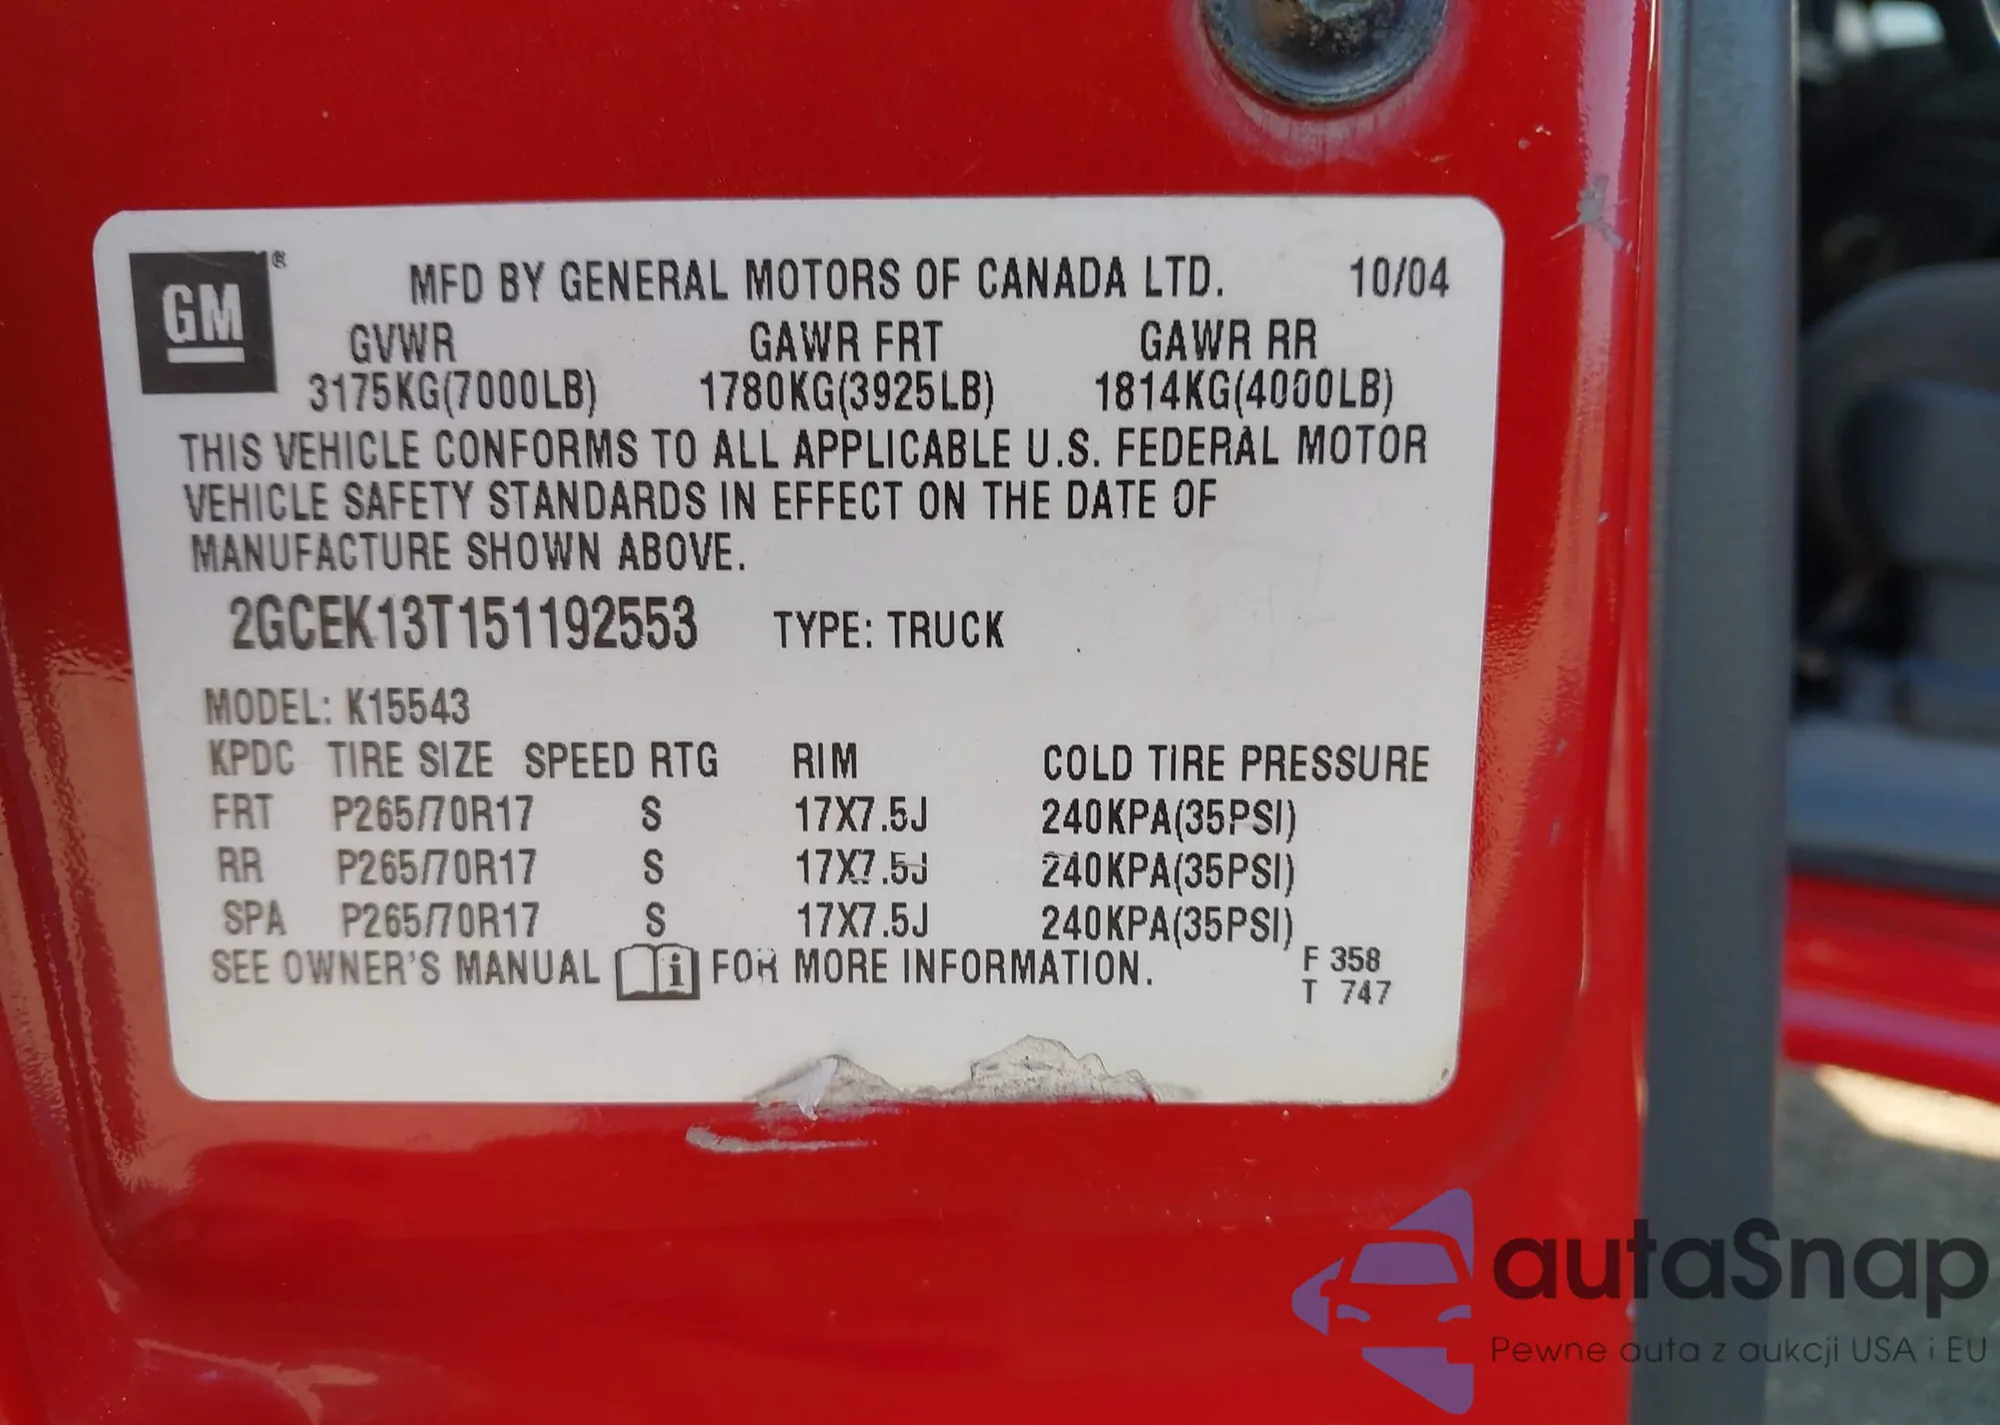 GM®
MFD BY GENERAL MOTORS OF CANADA LTD. 10/04
GVWR GAWR FRT GAWR RR
3175KG(7000LB) 1780KG(3925LB) 1814KG(4000LB)
THIS VEHICLE CONFORMS TO ALL APPLICABLE U.S. FEDERAL MOTOR
VEHICLE SAFETY STANDARDS IN EFFECT ON THE DATE OF
MANUFACTURE SHOWN ABOVE.
2GCEK13T151192553 TYPE: TRUCK
MODEL: K15543
KPDC TIRE SIZE SPEED RTG RIM COLD TIRE PRESSURE
FRT P265/70R17 S 17X7.5J 240KPA(35PSI)
RR P265/70R17 S 17X7.5J 240KPA(35PSI)
SPA P265/70R17 S 17X7.5J 240KPA(35PSI)
SEE OWNER'S MANUAL i FOR MORE INFORMATION.
F 358
T 747
autaSnap
Pewne auta z aukcji USA i EU